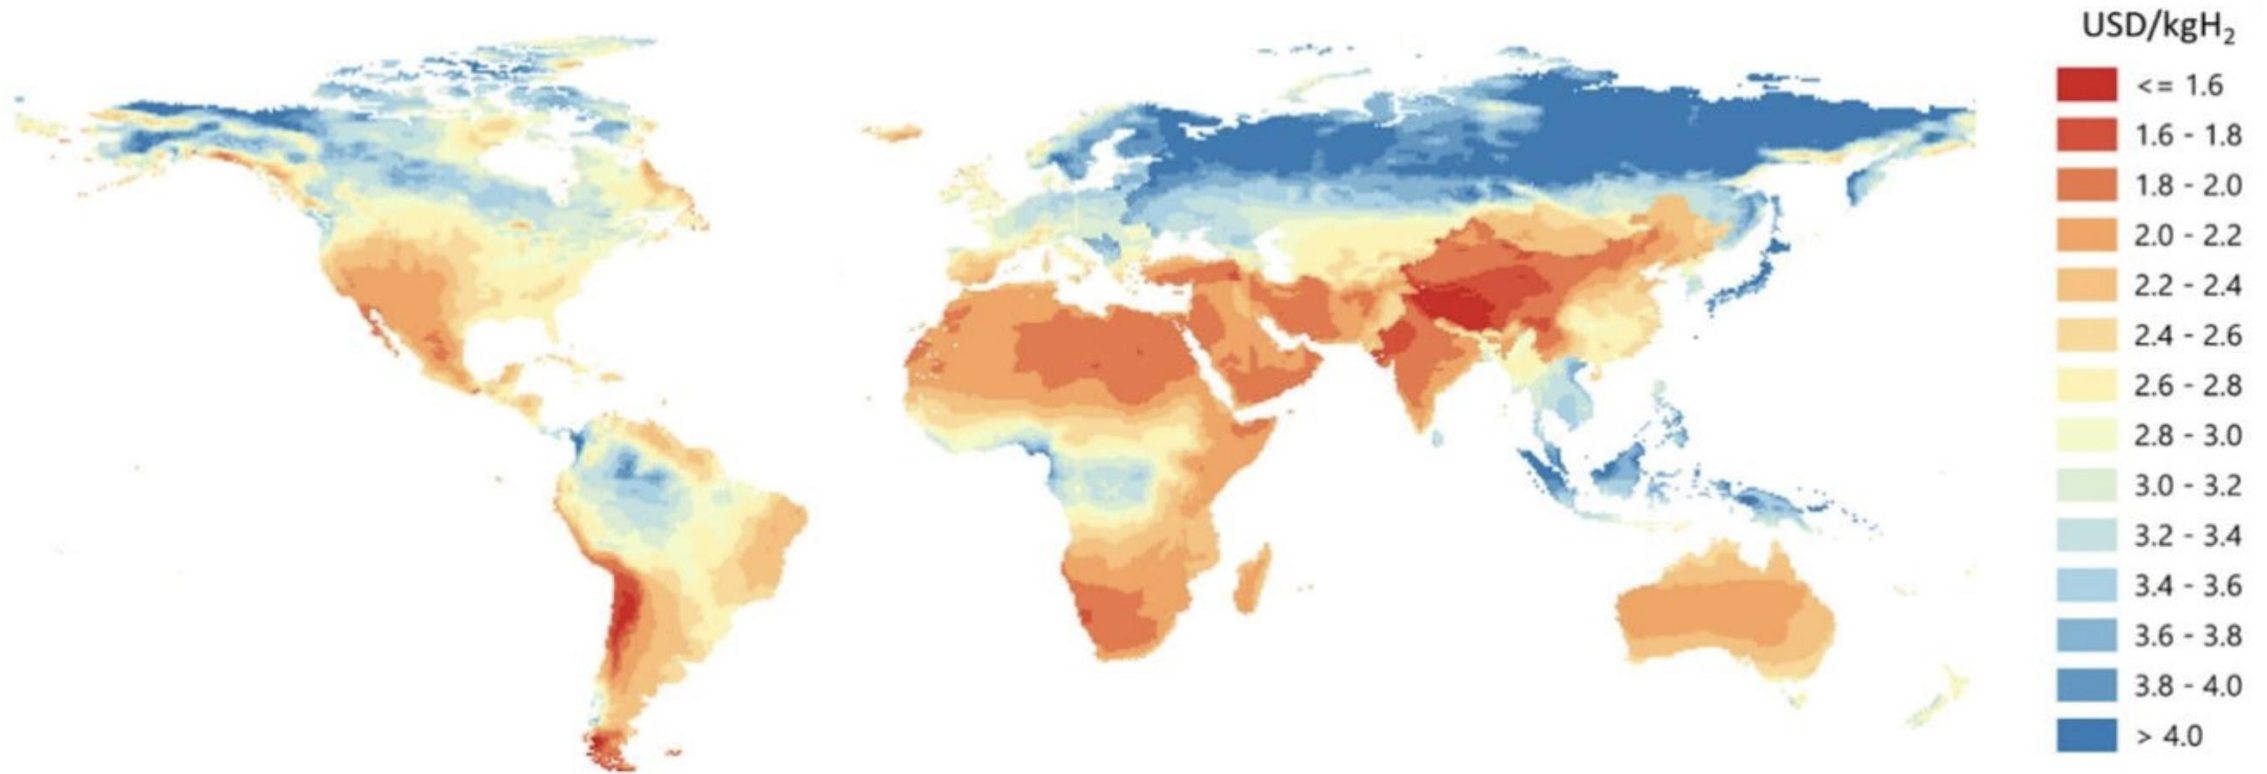 USD/kgH₂
<= 1.6
1.6 - 1.8
1.8 - 2.0
2.0 - 2.2
2.2 - 2.4
2.4 - 2.6
2.6 - 2.8
2.8 - 3.0
3.0 - 3.2
3.2 - 3.4
3.4 - 3.6
3.6 - 3.8
3.8 - 4.0
> 4.0